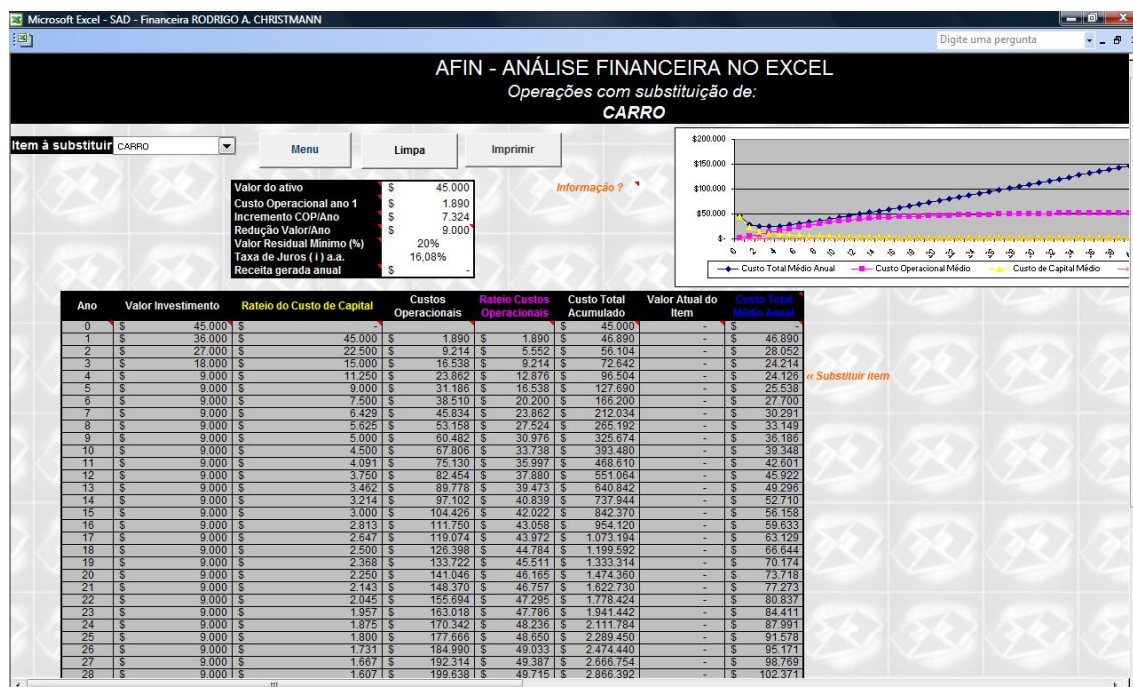 Microsoft Excel - SAD - Financeira RODRIGO A. CHRISTMANN
Digite uma pergunta
AFIN - ANÁLISE FINANCEIRA NO EXCEL
Operações com substituição de:
CARRO
Item à substituir CARRO
Menu Limpa Imprimir
Valor do ativo $ 45.000
Custo Operacional ano 1 $ 1.890
Incremento COP/Ano $ 7.324
Redução Valor/Ano $ 9.000
Valor Residual Mínimo (%) 20%
Taxa de Juros ( i ) a.a. 16,08%
Receita gerada anual $ -
Informação ?
$200.000
$150.000
$100.000
$50.000
$-
0 2 4 6 8 10 12 14 16 18 20 22 24 26 28 30 32 34 36 38
Custo Total Médio Anual Custo Operacional Médio Custo de Capital Médio
Ano Valor Investimento Rateio do Custo de Capital Custos Operacionais Rateio Custos Operacionais Custo Total Acumulado Valor Atual do Item Custo Total Médio Anual
0 $ 45.000 $ - $ 45.000 - $ -
1 $ 36.000 $ 45.000 $ 1.890 $ 1.890 $ 46.890 - $ 46.890
2 $ 27.000 $ 22.500 $ 9.214 $ 5.552 $ 56.104 - $ 28.052
3 $ 18.000 $ 15.000 $ 16.538 $ 9.214 $ 72.642 - $ 24.214
4 $ 9.000 $ 11.250 $ 23.862 $ 12.876 $ 96.504 - $ 24.126 « Substituir item
5 $ 9.000 $ 9.000 $ 31.186 $ 16.538 $ 127.690 - $ 25.538
6 $ 9.000 $ 7.500 $ 38.510 $ 20.200 $ 166.200 - $ 27.700
7 $ 9.000 $ 6.429 $ 45.834 $ 23.862 $ 212.034 - $ 30.291
8 $ 9.000 $ 5.625 $ 53.158 $ 27.524 $ 265.192 - $ 33.149
9 $ 9.000 $ 5.000 $ 60.482 $ 30.976 $ 325.674 - $ 36.186
10 $ 9.000 $ 4.500 $ 67.806 $ 33.738 $ 393.480 - $ 39.348
11 $ 9.000 $ 4.091 $ 75.130 $ 35.997 $ 468.610 - $ 42.601
12 $ 9.000 $ 3.750 $ 82.454 $ 37.880 $ 551.064 - $ 45.922
13 $ 9.000 $ 3.462 $ 89.778 $ 39.473 $ 640.842 - $ 49.296
14 $ 9.000 $ 3.214 $ 97.102 $ 40.839 $ 737.944 - $ 52.710
15 $ 9.000 $ 3.000 $ 104.426 $ 42.022 $ 842.370 - $ 56.158
16 $ 9.000 $ 2.813 $ 111.750 $ 43.058 $ 954.120 - $ 59.633
17 $ 9.000 $ 2.647 $ 119.074 $ 43.972 $ 1.073.194 - $ 63.129
18 $ 9.000 $ 2.500 $ 126.398 $ 44.784 $ 1.199.592 - $ 66.644
19 $ 9.000 $ 2.368 $ 133.722 $ 45.511 $ 1.333.314 - $ 70.174
20 $ 9.000 $ 2.250 $ 141.046 $ 46.165 $ 1.474.360 - $ 73.718
21 $ 9.000 $ 2.143 $ 148.370 $ 46.757 $ 1.622.730 - $ 77.273
22 $ 9.000 $ 2.045 $ 155.694 $ 47.295 $ 1.778.424 - $ 80.837
23 $ 9.000 $ 1.957 $ 163.018 $ 47.786 $ 1.941.442 - $ 84.411
24 $ 9.000 $ 1.875 $ 170.342 $ 48.236 $ 2.111.784 - $ 87.991
25 $ 9.000 $ 1.800 $ 177.666 $ 48.650 $ 2.289.450 - $ 91.578
26 $ 9.000 $ 1.731 $ 184.990 $ 49.033 $ 2.474.440 - $ 95.171
27 $ 9.000 $ 1.667 $ 192.314 $ 49.387 $ 2.666.754 - $ 98.769
28 $ 9.000 $ 1.607 $ 199.638 $ 49.715 $ 2.866.392 - $ 102.371